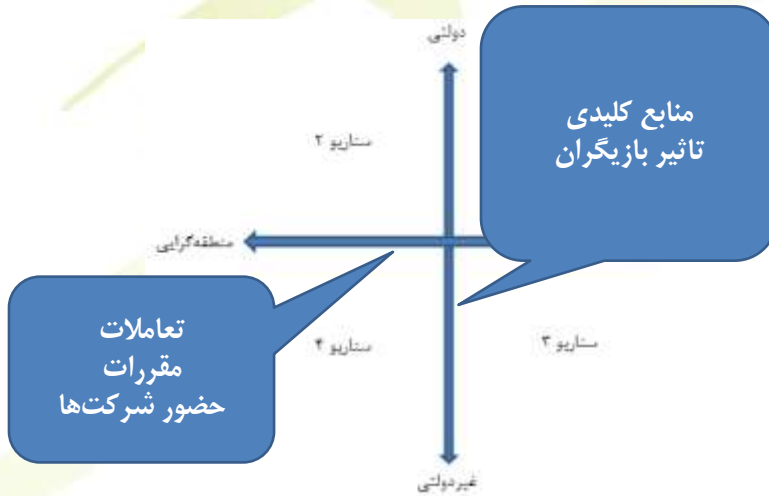 دولتی
منابع کلیدی
تاثیر بازیگران
سناریو ۲
منطقه‌گرایی
تعاملات
مقررات
حضور شرکت‌ها
سناریو ۴
سناریو ۳
غیردولتی